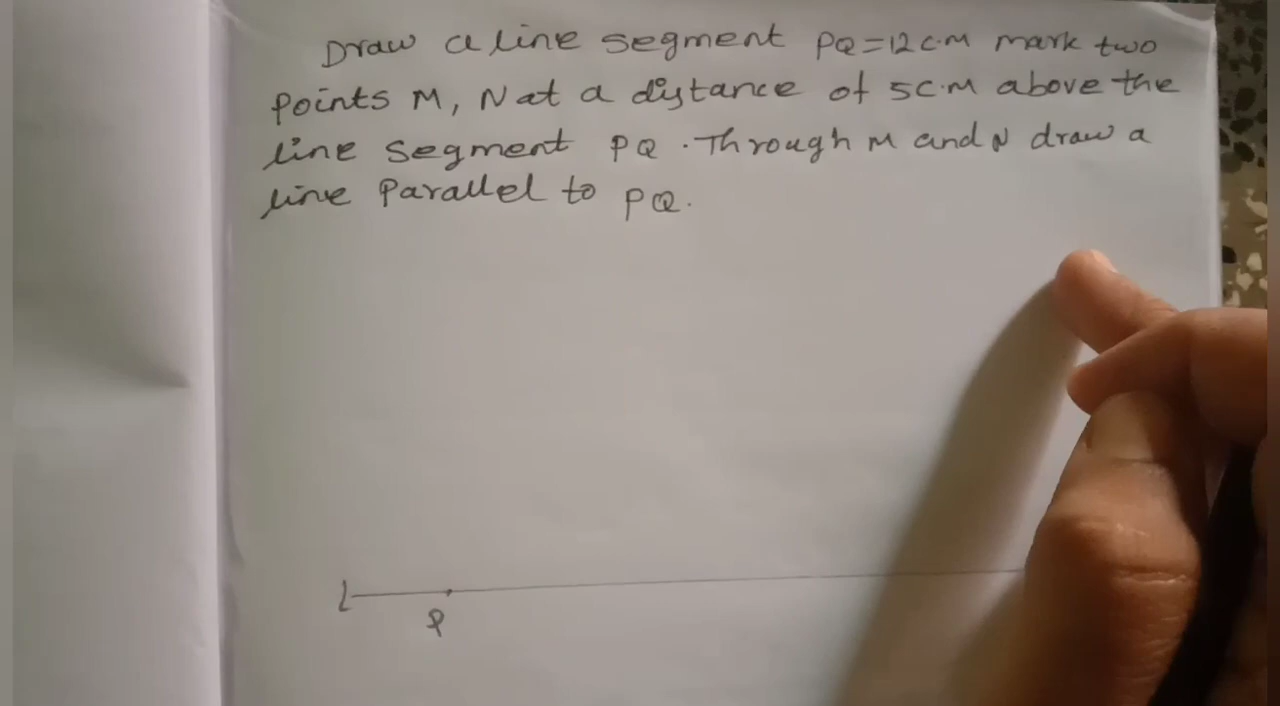 Draw a line segment PQ=12C.M mark two
points M, N at a distance of 5C.M above the
line segment PQ. Through M and N draw a
line Parallel to PQ.
L
P